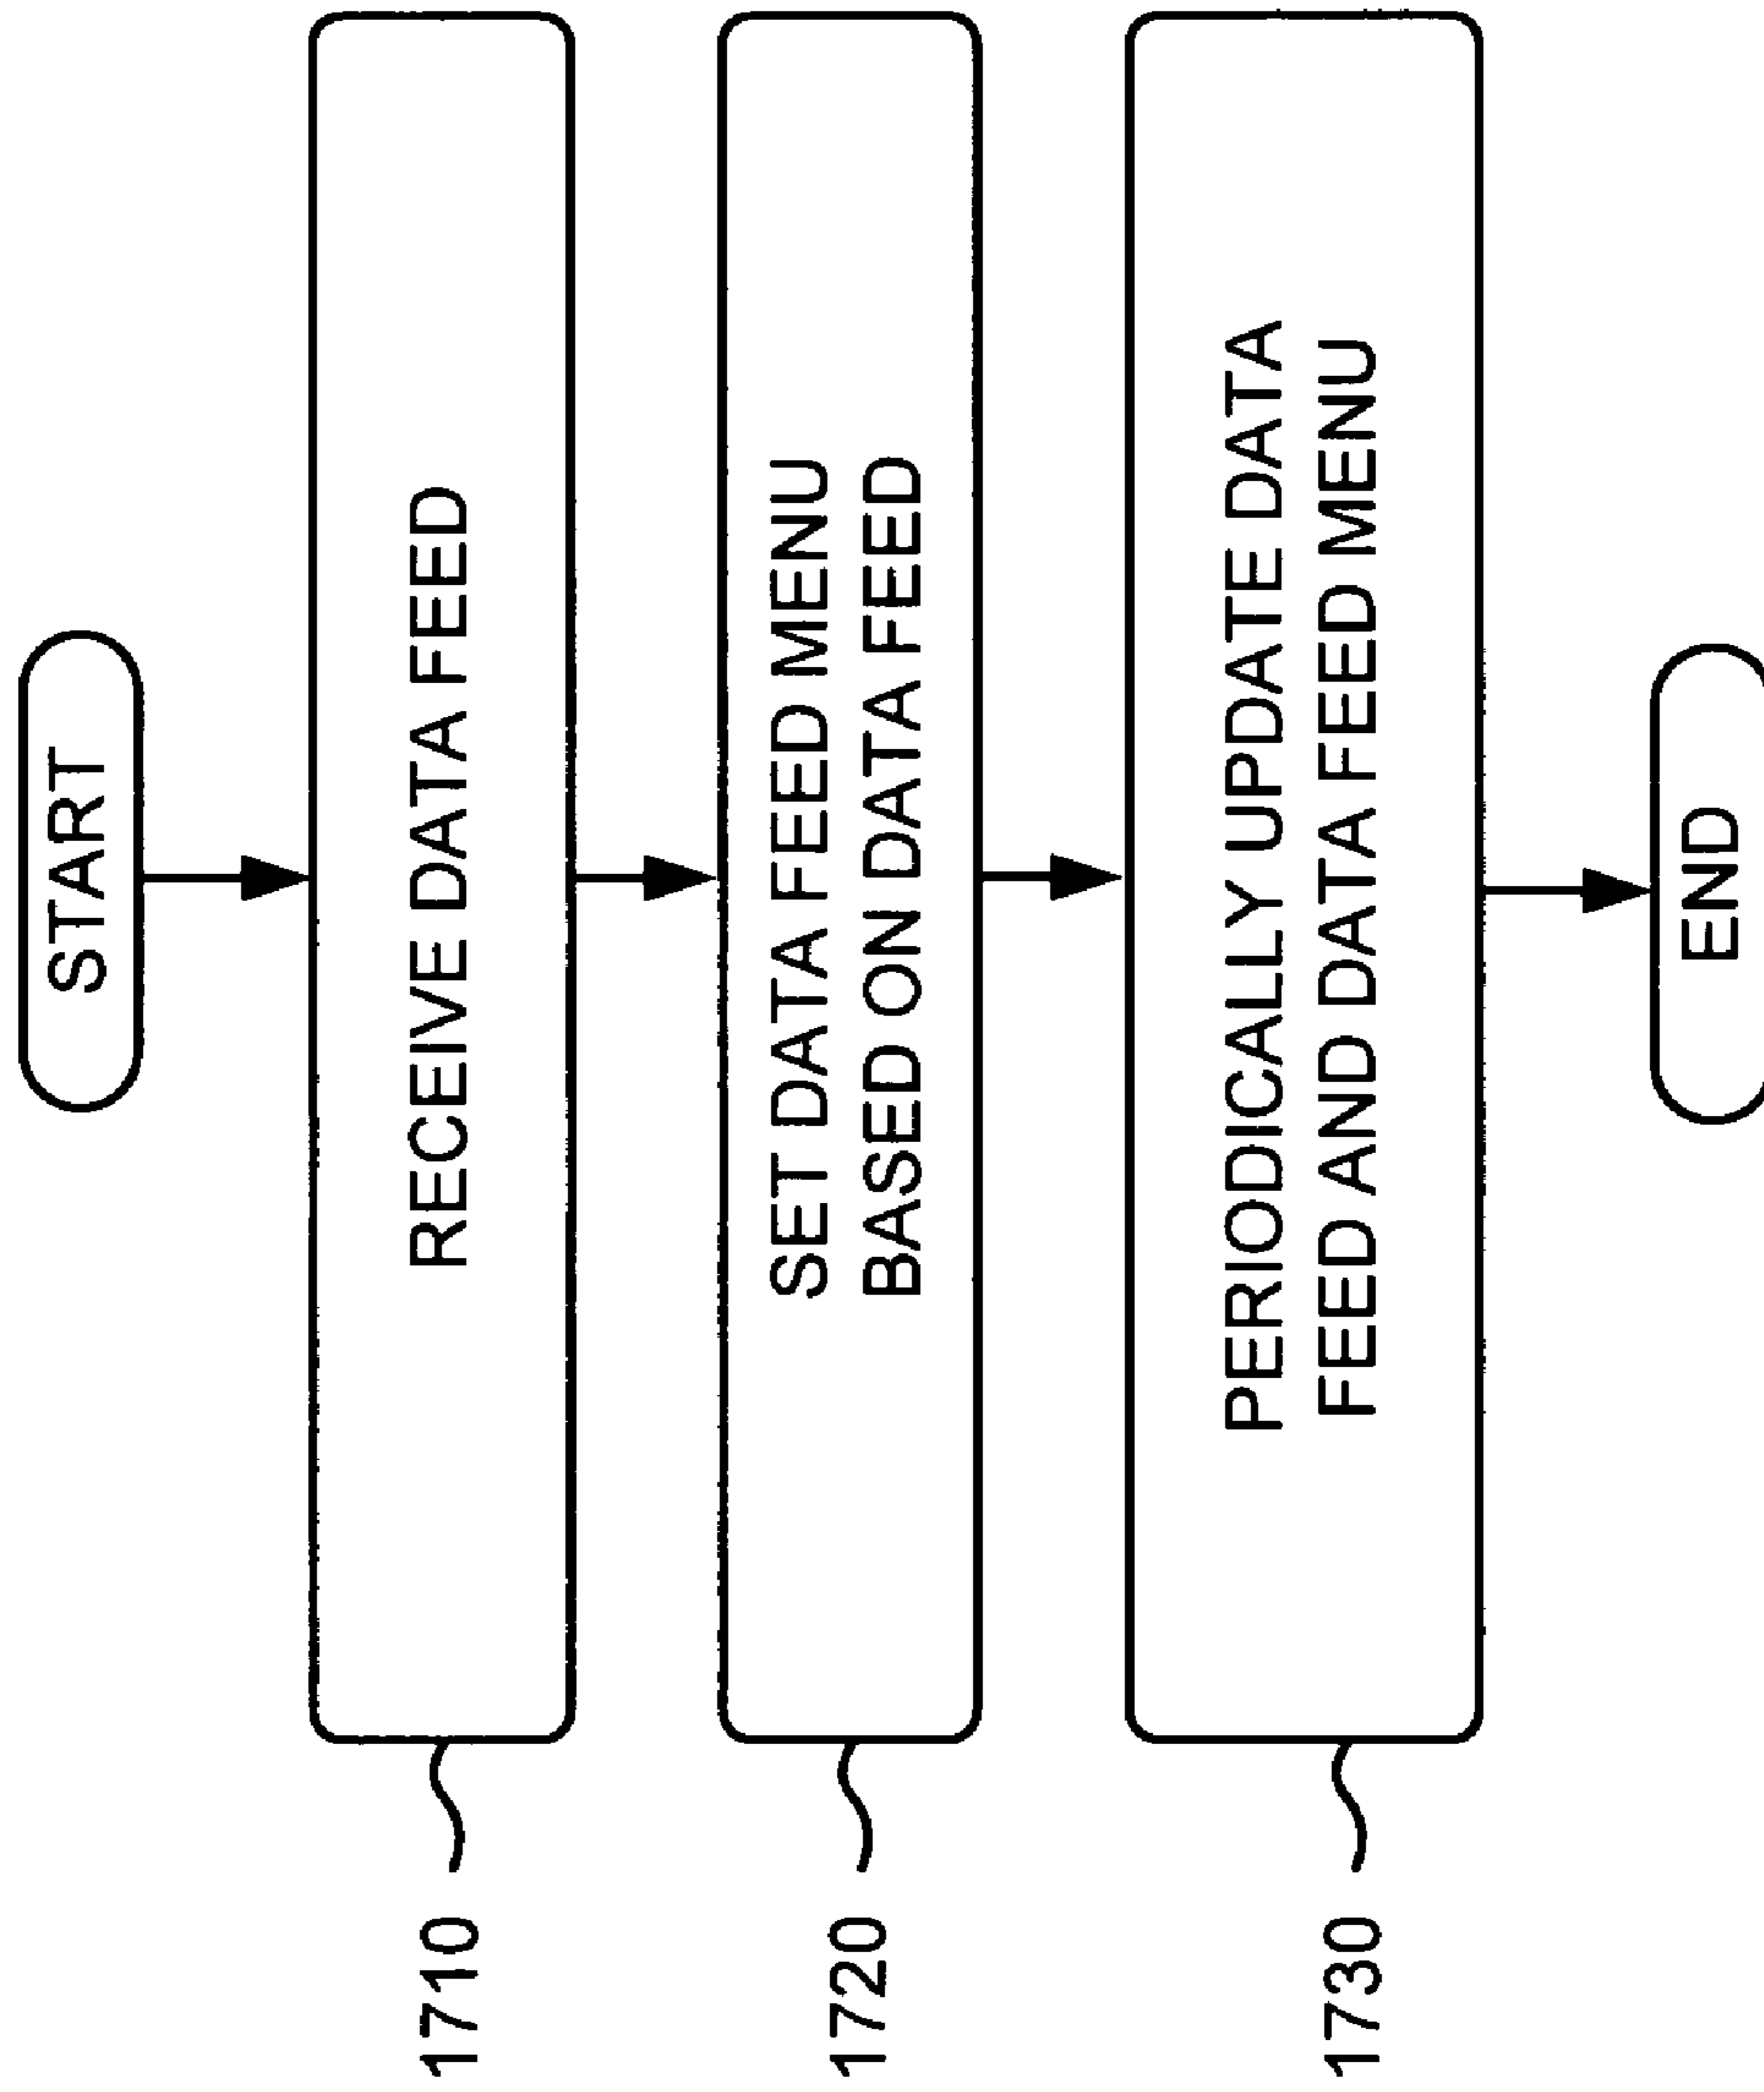 START
1710
RECEIVE DATA FEED
1720
SET DATA FEED MENU
BASED ON DATA FEED
1730
PERIODICALLY UPDATE DATA
FEED AND DATA FEED MENU
END